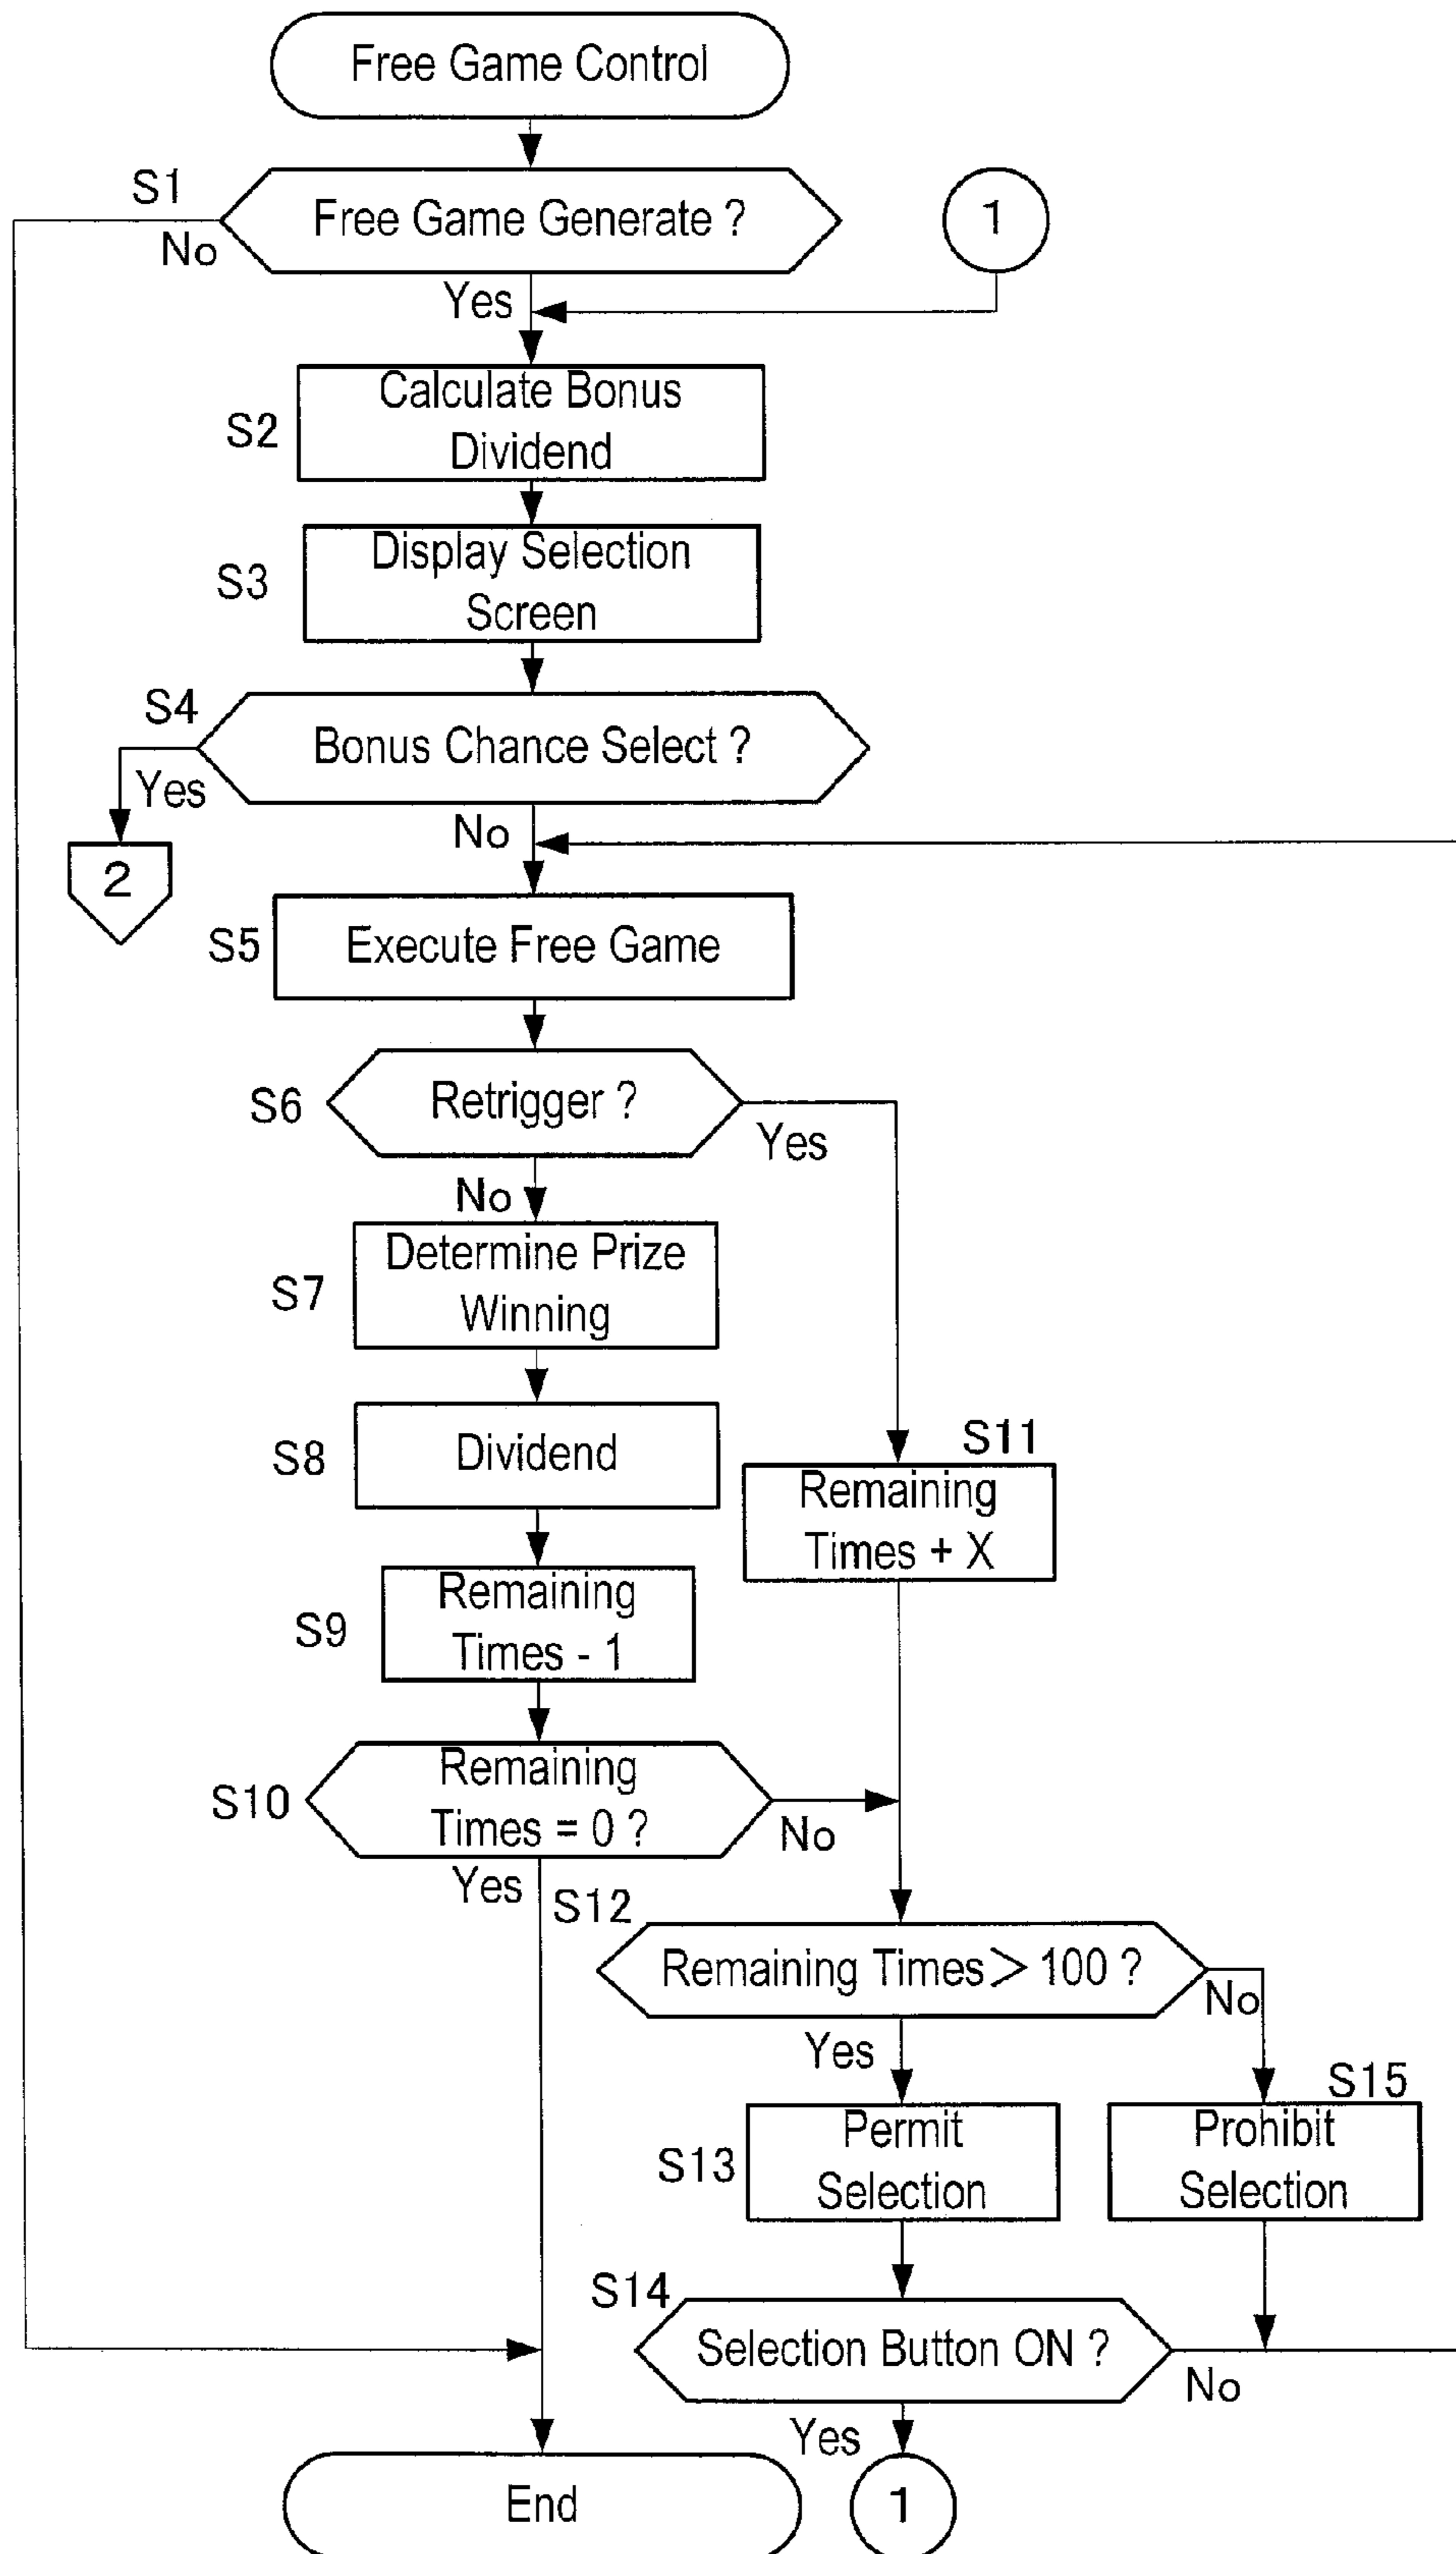 Free Game Control
S1
Free Game Generate ?
1
No
Yes
S2
Calculate Bonus
Dividend
S3
Display Selection
Screen
S4
Bonus Chance Select ?
Yes
No
2
S5
Execute Free Game
S6
Retrigger ?
Yes
No
S7
Determine Prize
Winning
S8
Dividend
S11
Remaining
Times + X
S9
Remaining
Times - 1
S10
Remaining
Times = 0 ?
No
Yes
S12
Remaining Times > 100 ?
No
Yes
S15
S13
Permit
Selection
Prohibit
Selection
S14
Selection Button ON ?
No
Yes
End
1